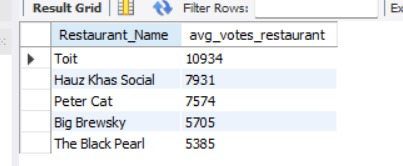 Result Grid Filter Rows: Ex
Restaurant_Name avg_votes_restaurant
Toit 10934
Hauz Khas Social 7931
Peter Cat 7574
Big Brewsky 5705
The Black Pearl 5385